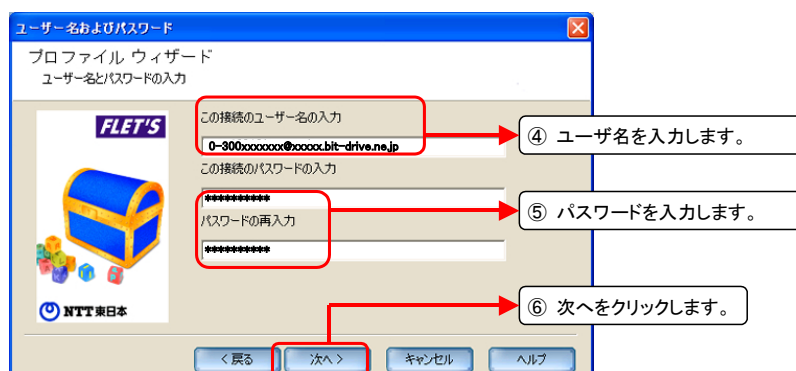 ユーザー名およびパスワード
プロファイル ウィザード
ユーザー名とパスワードの入力
FLET'S
この接続のユーザー名の入力
0-300xxxxxxx@xxxxx.bit-drive.ne.jp
④ ユーザ名を入力します。
この接続のパスワードの入力
**********
⑤ パスワードを入力します。
パスワードの再入力
**********
NTT東日本
⑥ 次へをクリックします。
< 戻る
次へ >
キャンセル
ヘルプ